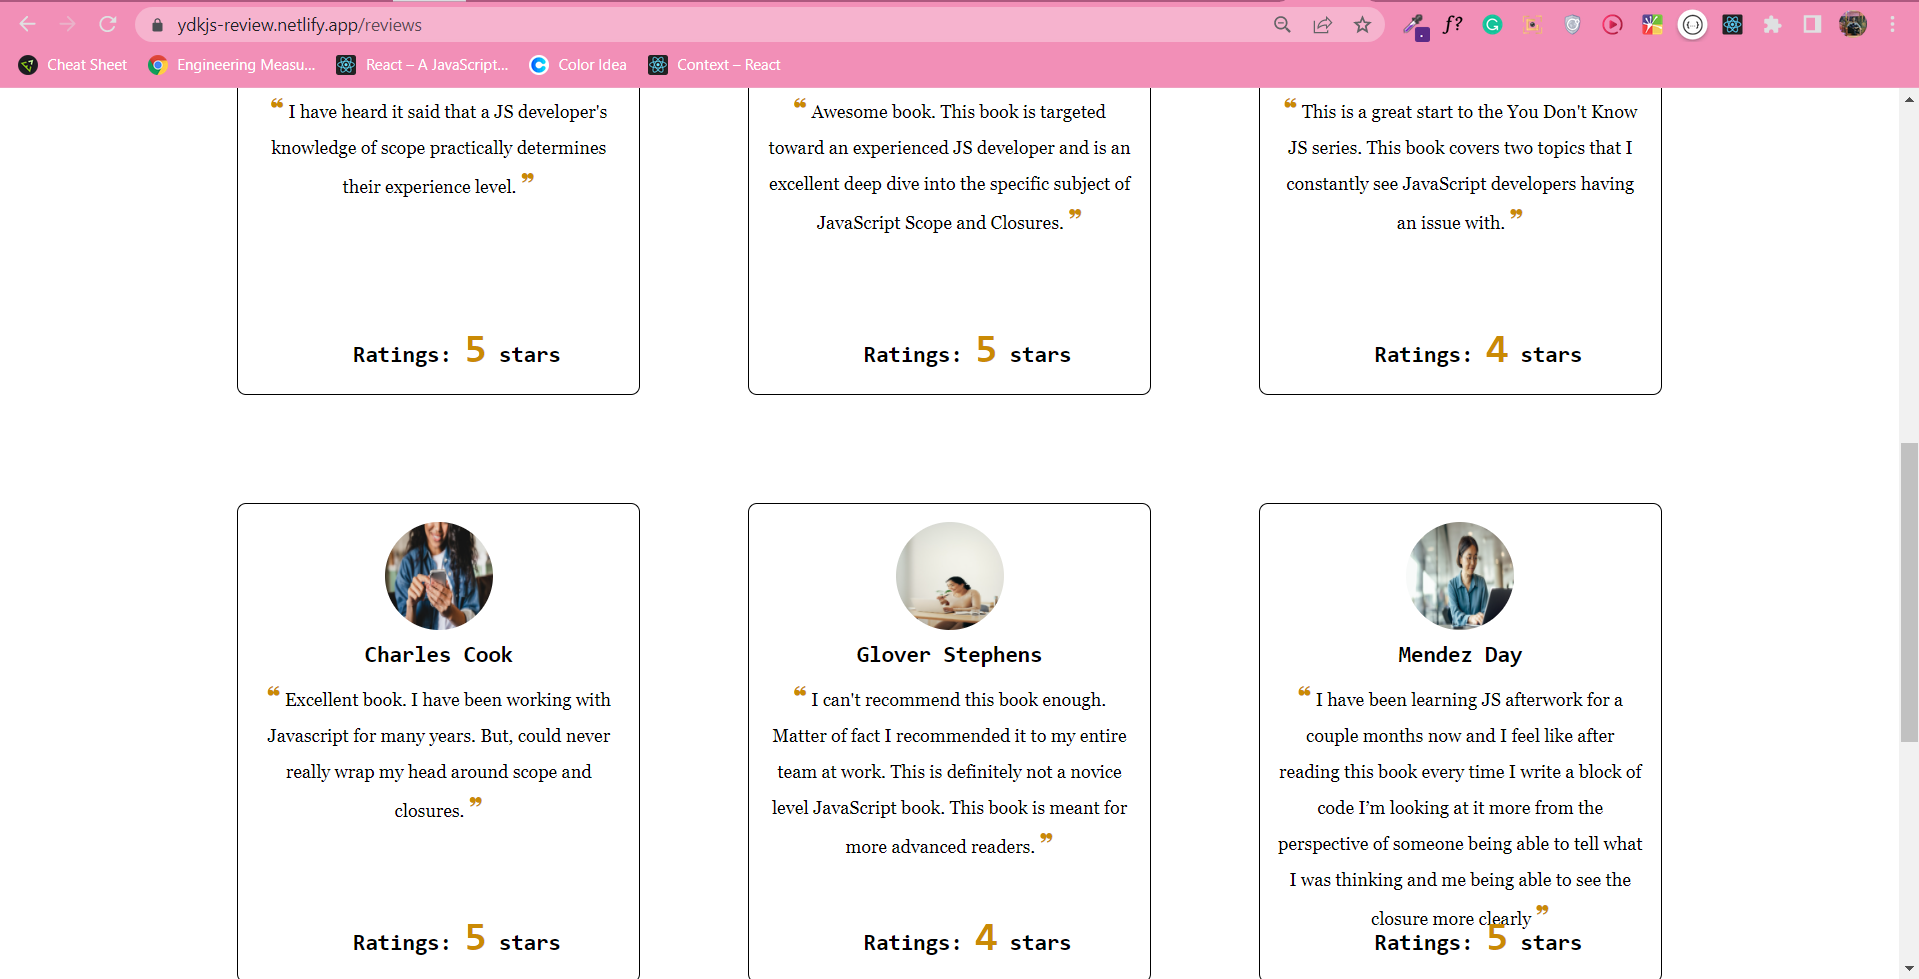 ydkjs-review.netlify.app/reviews
f?
Cheat Sheet
Engineering Measu...
React – A JavaScript...
Color Idea
Context – React
❝ I have heard it said that a JS developer's
knowledge of scope practically determines
their experience level. ❞
Ratings: 5 stars
❝ Awesome book. This book is targeted
toward an experienced JS developer and is an
excellent deep dive into the specific subject of
JavaScript Scope and Closures. ❞
Ratings: 5 stars
❝ This is a great start to the You Don't Know
JS series. This book covers two topics that I
constantly see JavaScript developers having
an issue with. ❞
Ratings: 4 stars
Charles Cook
❝ Excellent book. I have been working with
Javascript for many years. But, could never
really wrap my head around scope and
closures. ❞
Ratings: 5 stars
Glover Stephens
❝ I can't recommend this book enough.
Matter of fact I recommended it to my entire
team at work. This is definitely not a novice
level JavaScript book. This book is meant for
more advanced readers. ❞
Ratings: 4 stars
Mendez Day
❝ I have been learning JS afterwork for a
couple months now and I feel like after
reading this book every time I write a block of
code I’m looking at it more from the
perspective of someone being able to tell what
I was thinking and me being able to see the
closure more clearly ❞
Ratings: 5 stars